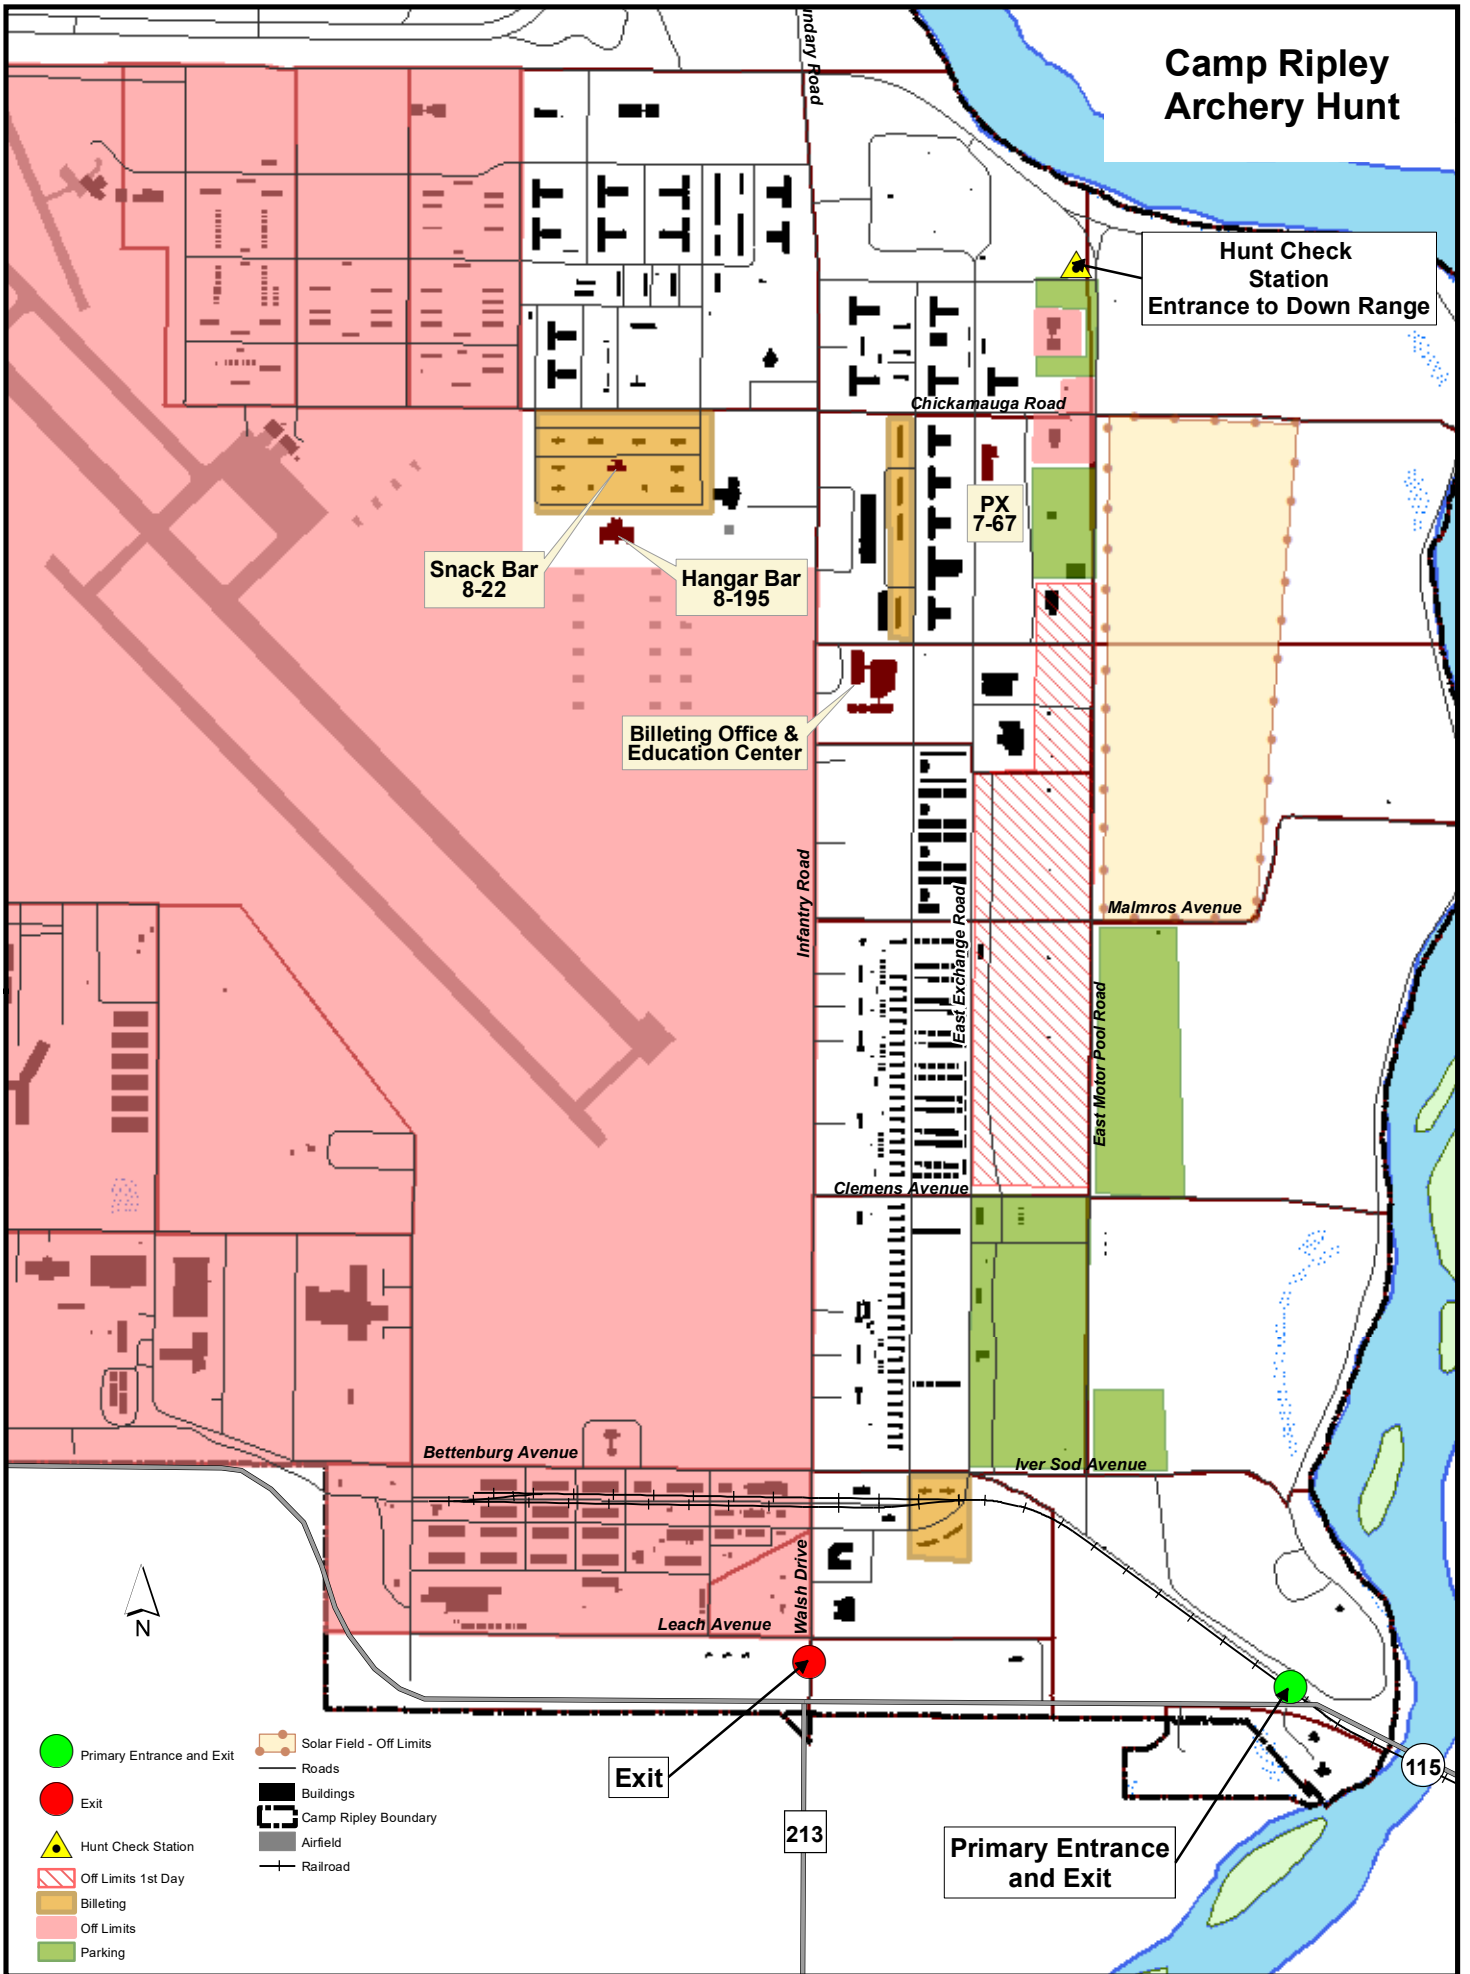 Camp Ripley
Archery Hunt
undary Road
Hunt Check
Station
Entrance to Down Range
Chickamauga Road
PX
7-67
Snack Bar
8-22
Hangar Bar
8-195
Billeting Office &
Education Center
Infantry Road
East Exchange Road
Malmros Avenue
East Motor Pool Road
Clemens Avenue
Bettenburg Avenue
Iver Sod Avenue
Walsh Drive
Leach Avenue
N
Exit
213
115
Primary Entrance
and Exit
Primary Entrance and Exit
Exit
Hunt Check Station
Off Limits 1st Day
Billeting
Off Limits
Parking
Solar Field - Off Limits
Roads
Buildings
Camp Ripley Boundary
Airfield
Railroad